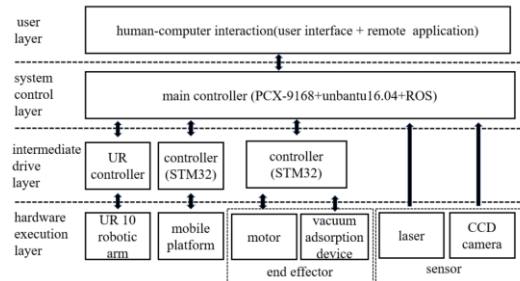 user
layer
human-computer interaction(user interface + remote application)
system
control
layer
main controller (PCX-9168+unbantu16.04+ROS)
intermediate
drive
layer
UR
controller
controller
(STM32)
controller
(STM32)
hardware
execution
layer
UR 10
robotic
arm
mobile
platform
motor
vacuum
adsorption
device
laser
CCD
camera
end effector
sensor